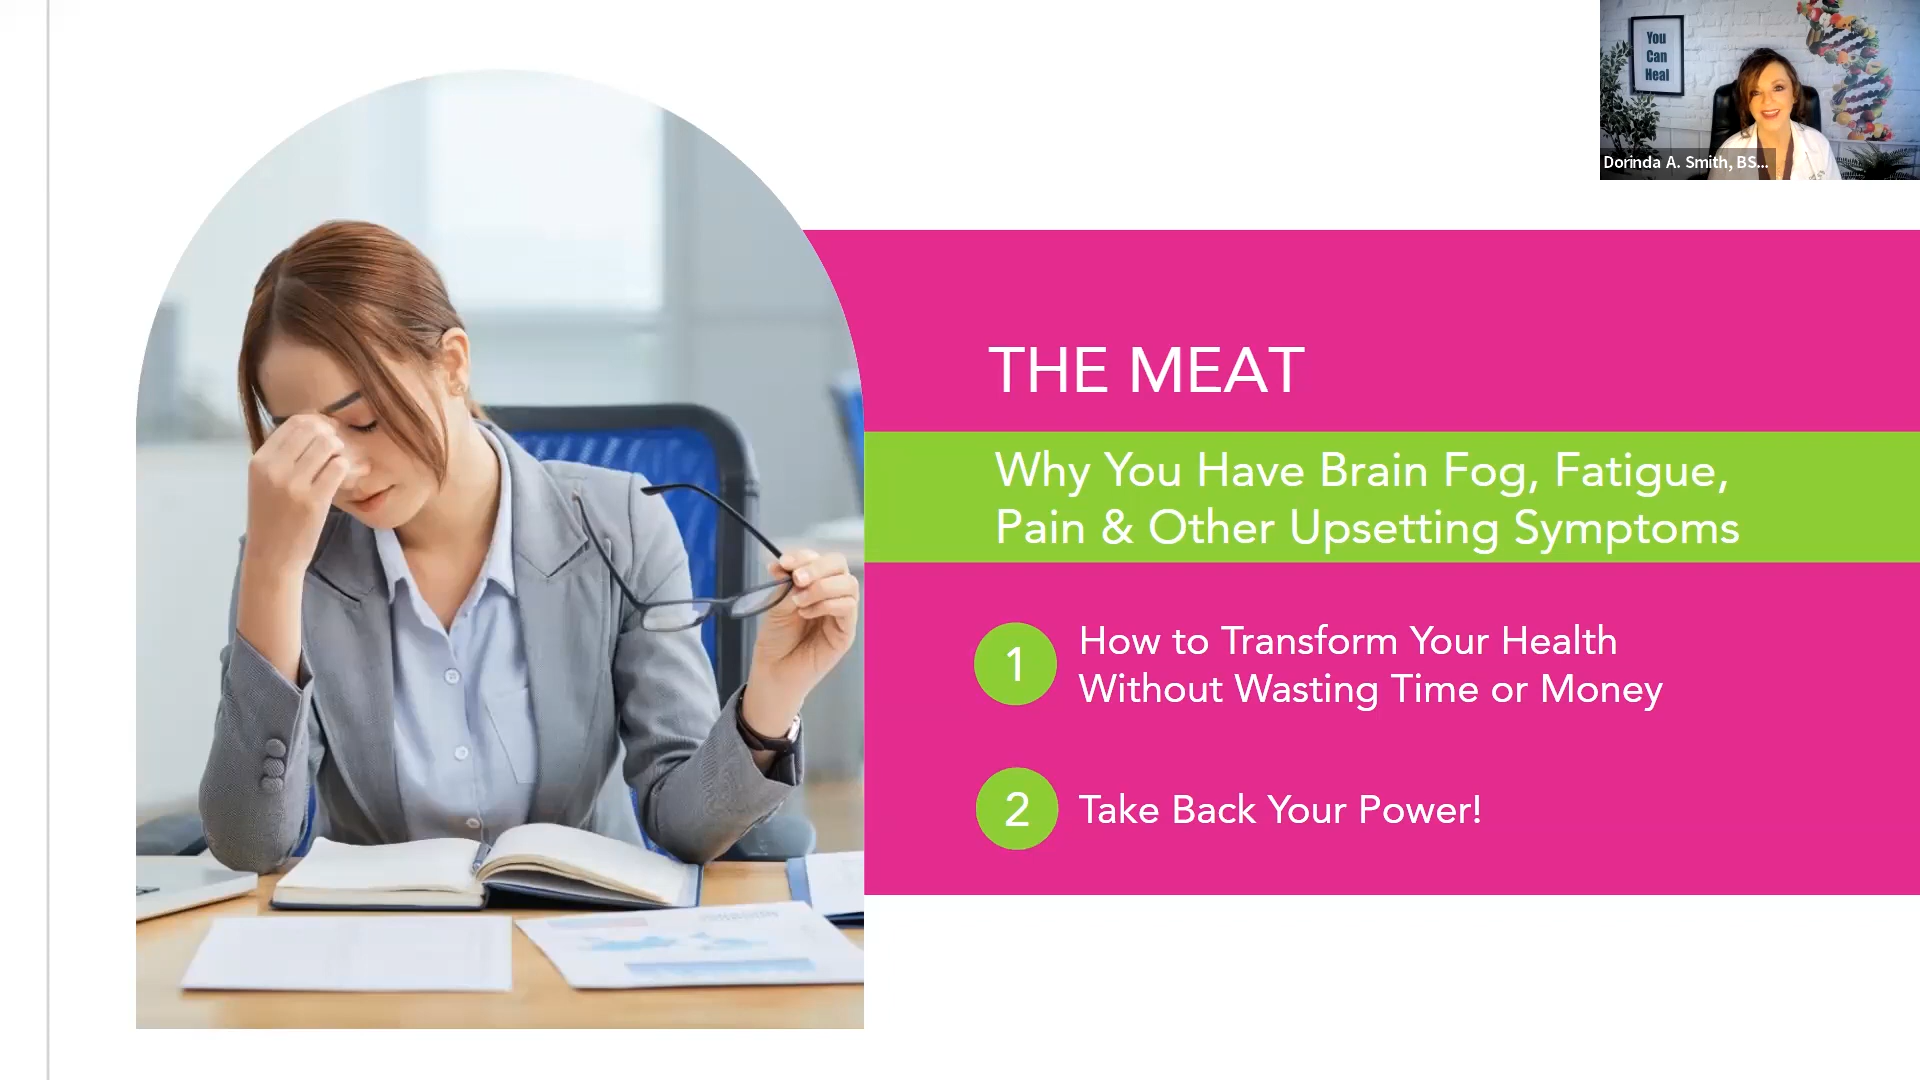 You
Can
Heal
Dorinda A. Smith, BS...
THE MEAT
Why You Have Brain Fog, Fatigue,
Pain & Other Upsetting Symptoms
1 How to Transform Your Health
Without Wasting Time or Money
2 Take Back Your Power!